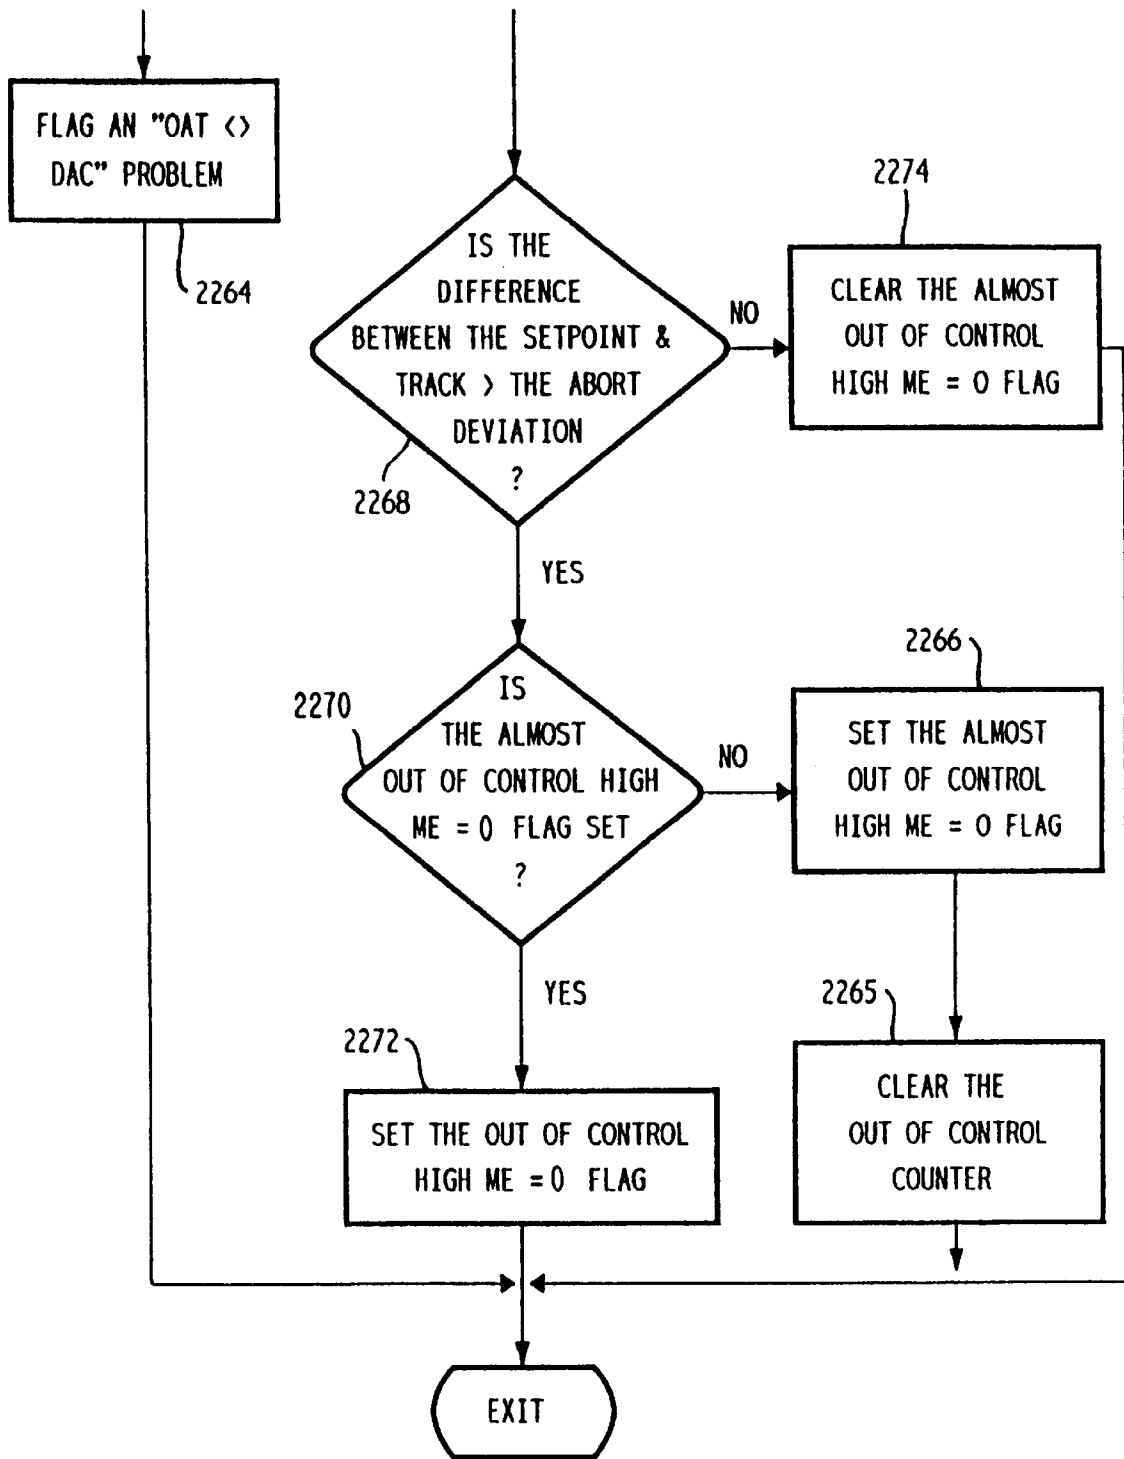 FLAG AN "OAT <>
DAC" PROBLEM
2264
IS THE
DIFFERENCE
BETWEEN THE SETPOINT &
TRACK > THE ABORT
DEVIATION
?
2268
NO
2274
CLEAR THE ALMOST
OUT OF CONTROL
HIGH ME = 0 FLAG
YES
2270
IS
THE ALMOST
OUT OF CONTROL HIGH
ME = 0 FLAG SET
?
NO
2266
SET THE ALMOST
OUT OF CONTROL
HIGH ME = 0 FLAG
YES
2272
SET THE OUT OF CONTROL
HIGH ME = 0 FLAG
2265
CLEAR THE
OUT OF CONTROL
COUNTER
EXIT